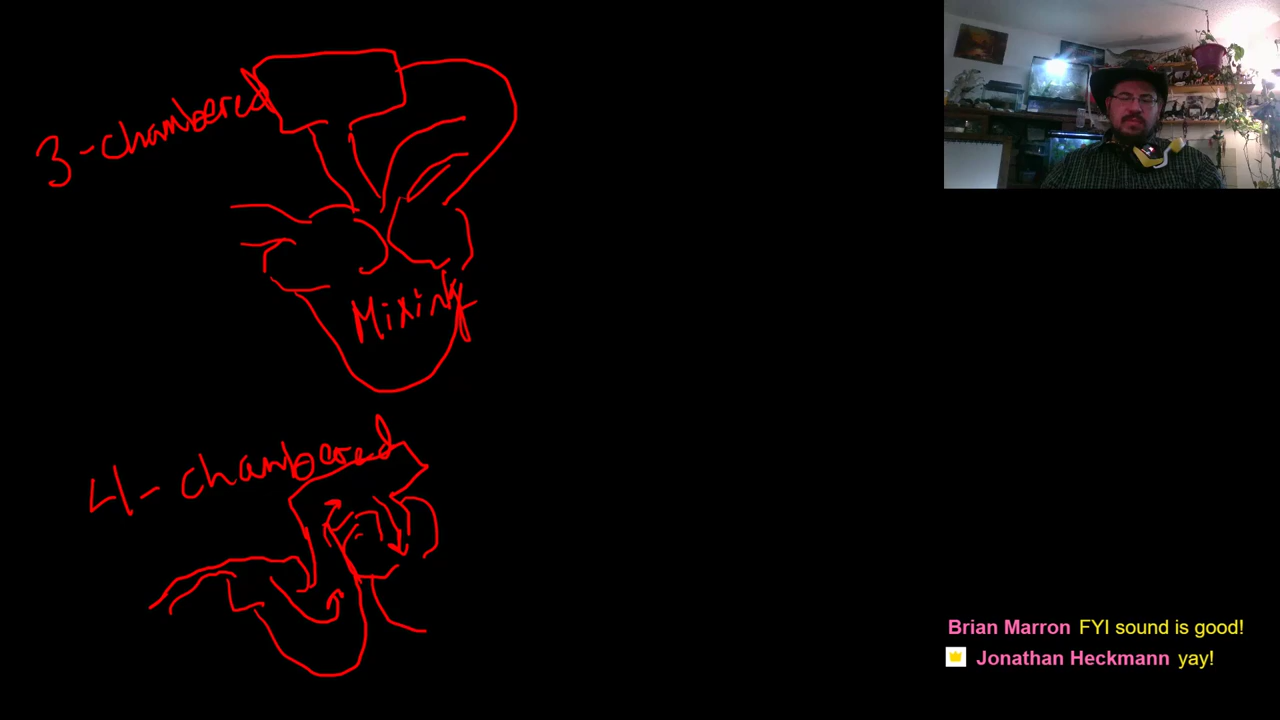 3-chambered
Mixing
4-chambered
Brian Marron FYI sound is good!
Jonathan Heckmann yay!